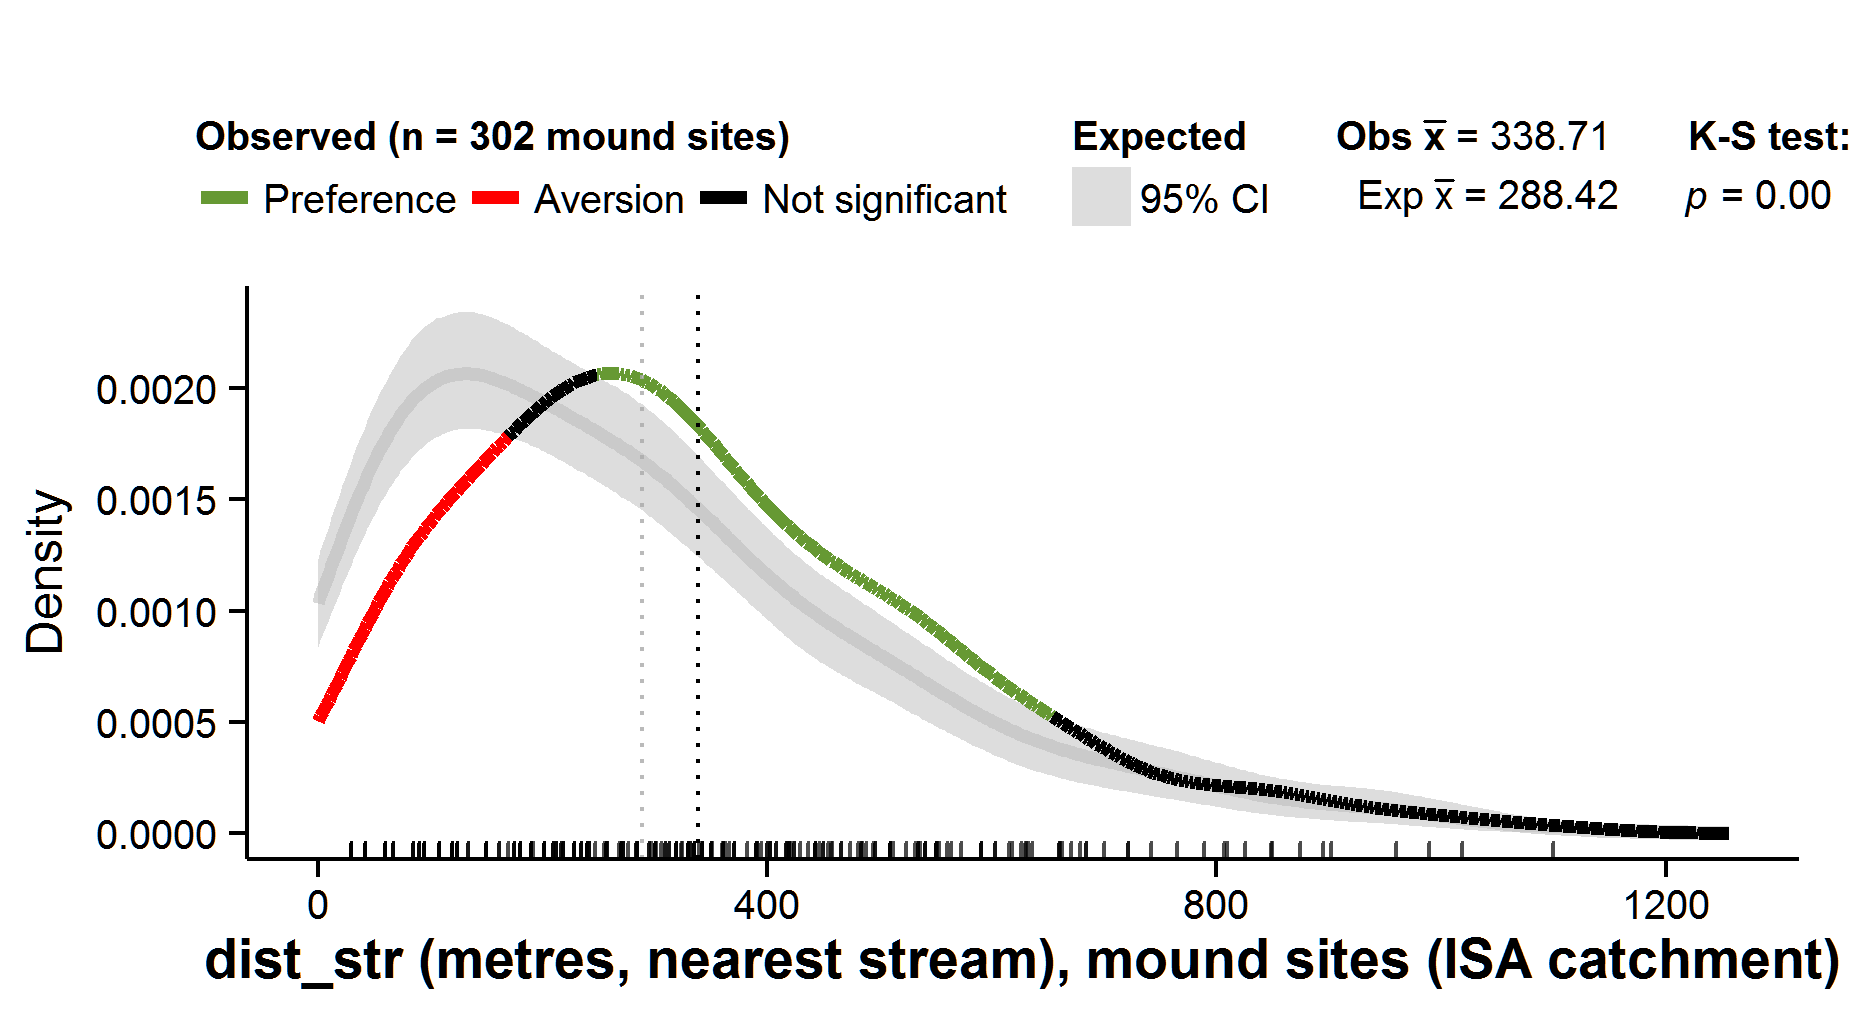 Observed (n = 302 mound sites) Expected Obs x̅ = 338.71 K-S test:
Preference Aversion Not significant 95% CI Exp x̅ = 288.42 p = 0.00
Density
0.0020
0.0015
0.0010
0.0005
0.0000
0 400 800 1200
dist_str (metres, nearest stream), mound sites (ISA catchment)